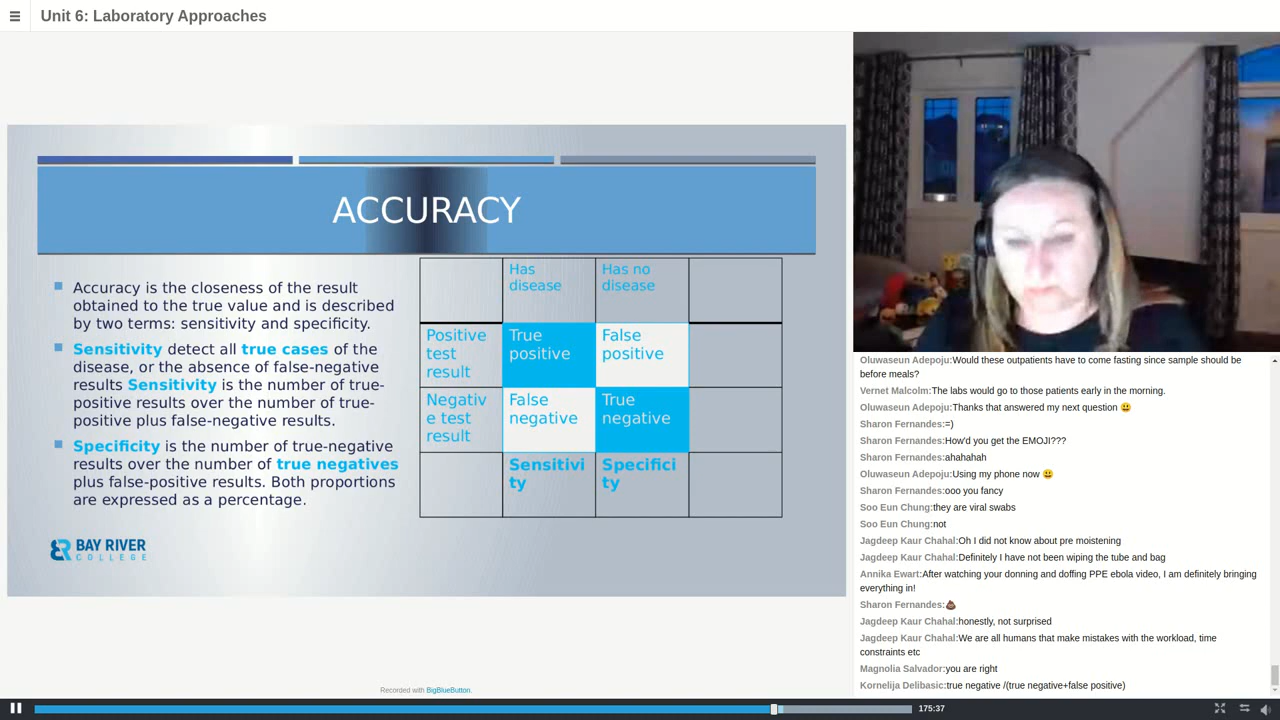 Unit 6: Laboratory Approaches
ACCURACY
Accuracy is the closeness of the result
obtained to the true value and is described
by two terms: sensitivity and specificity.
Sensitivity detect all true cases of the
disease, or the absence of false-negative
results Sensitivity is the number of true-
positive results over the number of true-
positive plus false-negative results.
Specificity is the number of true-negative
results over the number of true negatives
plus false-positive results. Both proportions
are expressed as a percentage.
Has
disease
Has no
disease
Positive
test
result
True
positive
False
positive
Negativ
e test
result
False
negative
True
negative
Sensitivi
ty
Specifici
ty
BAY RIVER
COLLEGE
Recorded with BigBlueButton.
Oluwaseun Adepoju:Would these outpatients have to come fasting since sample should be
before meals?
Vernet Malcolm:The labs would go to those patients early in the morning.
Oluwaseun Adepoju:Thanks that answered my next question 😃
Sharon Fernandes:=)
Sharon Fernandes:How'd you get the EMOJI???
Sharon Fernandes:ahahahah
Oluwaseun Adepoju:Using my phone now 😃
Sharon Fernandes:ooo you fancy
Soo Eun Chung:they are viral swabs
Soo Eun Chung:not
Jagdeep Kaur Chahal:Oh I did not know about pre moistening
Jagdeep Kaur Chahal:Definitely I have not been wiping the tube and bag
Annika Ewart:After watching your donning and doffing PPE ebola video, I am definitely bringing
everything in!
Sharon Fernandes:💩
Jagdeep Kaur Chahal:honestly, not surprised
Jagdeep Kaur Chahal:We are all humans that make mistakes with the workload, time
constraints etc
Magnolia Salvador:you are right
Kornelija Delibasic:true negative /(true negative+false positive)
175:37